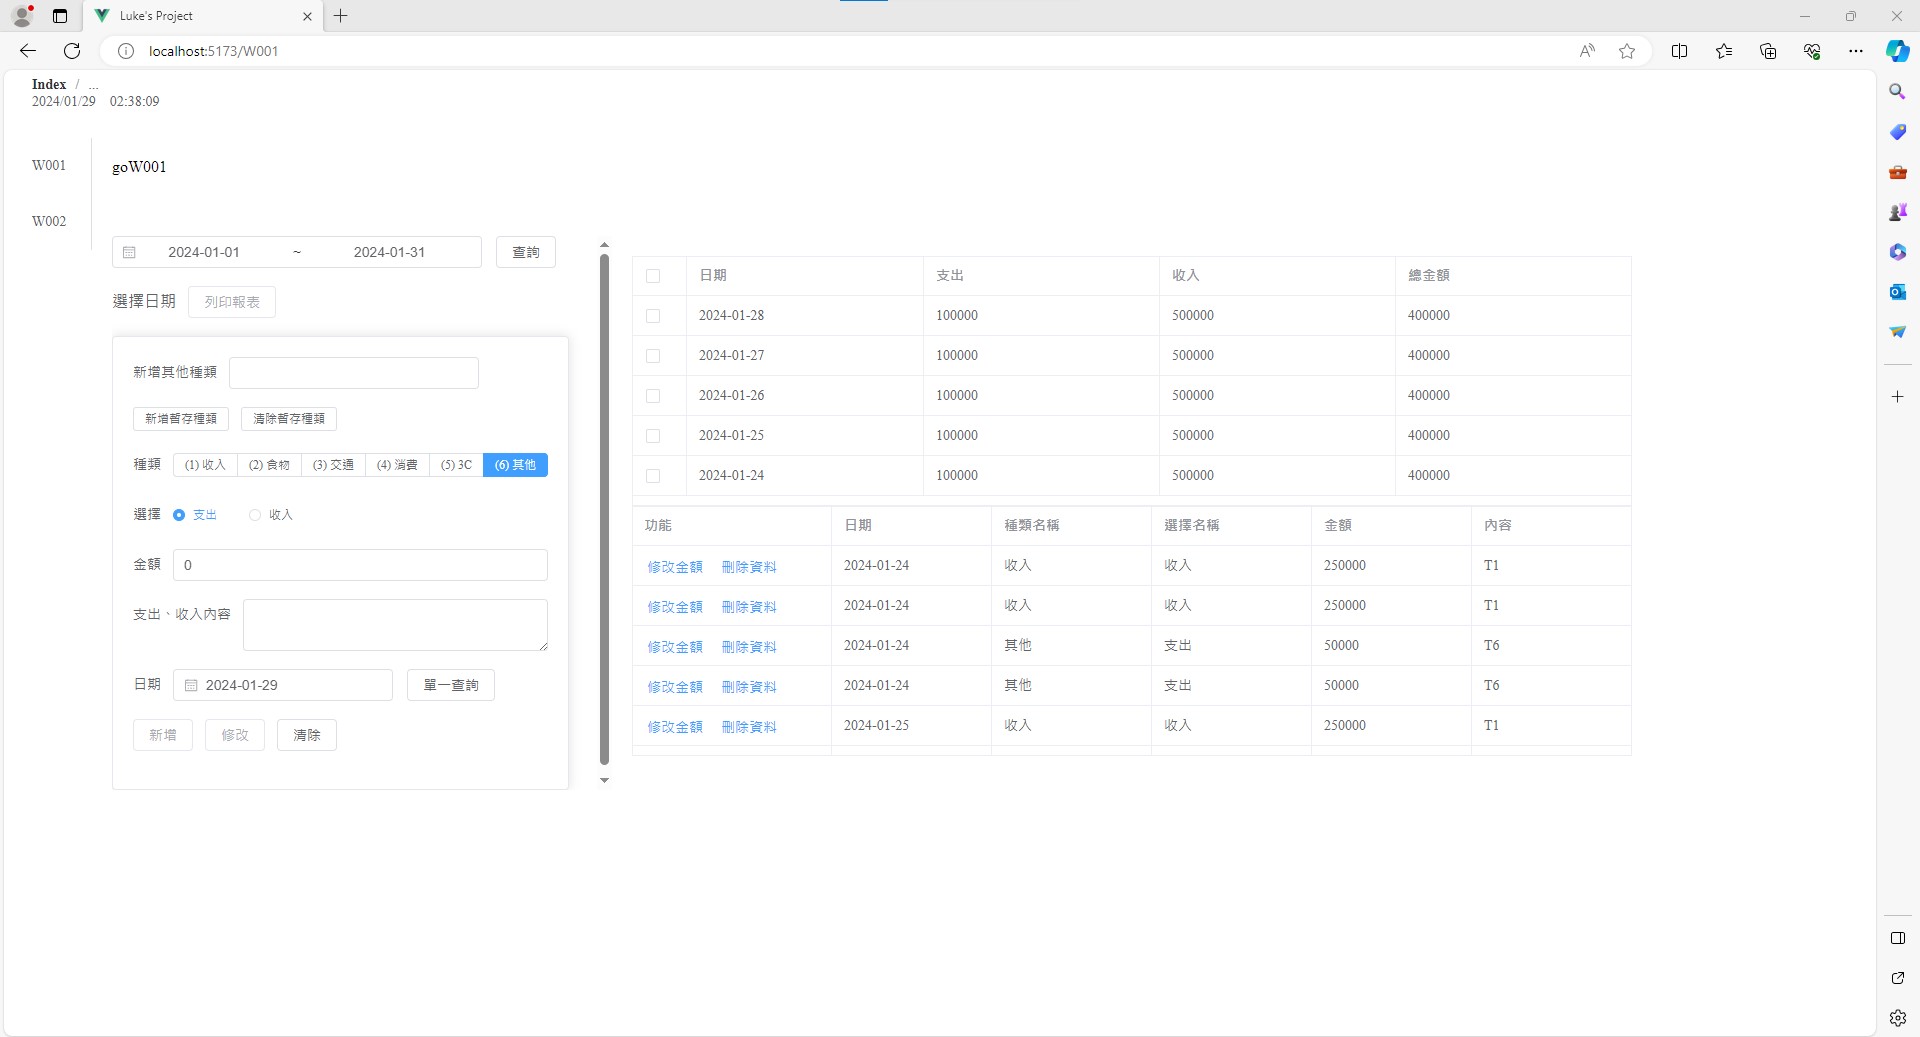 Luke's Project
localhost:5173/W001
Index / ...
2024/01/29 02:38:09
W001
goW001
W002
2024-01-01 ~ 2024-01-31 查詢
選擇日期 列印報表
新增其他種類
新增暫存種類 清除暫存種類
種類 (1) 收入 (2) 食物 (3) 交通 (4) 消費 (5) 3C (6) 其他
選擇 支出 收入
金額 0
支出、收入內容
日期 2024-01-29 單一查詢
新增 修改 清除
日期 支出 收入 總金額
2024-01-28 100000 500000 400000
2024-01-27 100000 500000 400000
2024-01-26 100000 500000 400000
2024-01-25 100000 500000 400000
2024-01-24 100000 500000 400000
功能 日期 種類名稱 選擇名稱 金額 內容
修改金額 刪除資料 2024-01-24 收入 收入 250000 T1
修改金額 刪除資料 2024-01-24 收入 收入 250000 T1
修改金額 刪除資料 2024-01-24 其他 支出 50000 T6
修改金額 刪除資料 2024-01-24 其他 支出 50000 T6
修改金額 刪除資料 2024-01-25 收入 收入 250000 T1